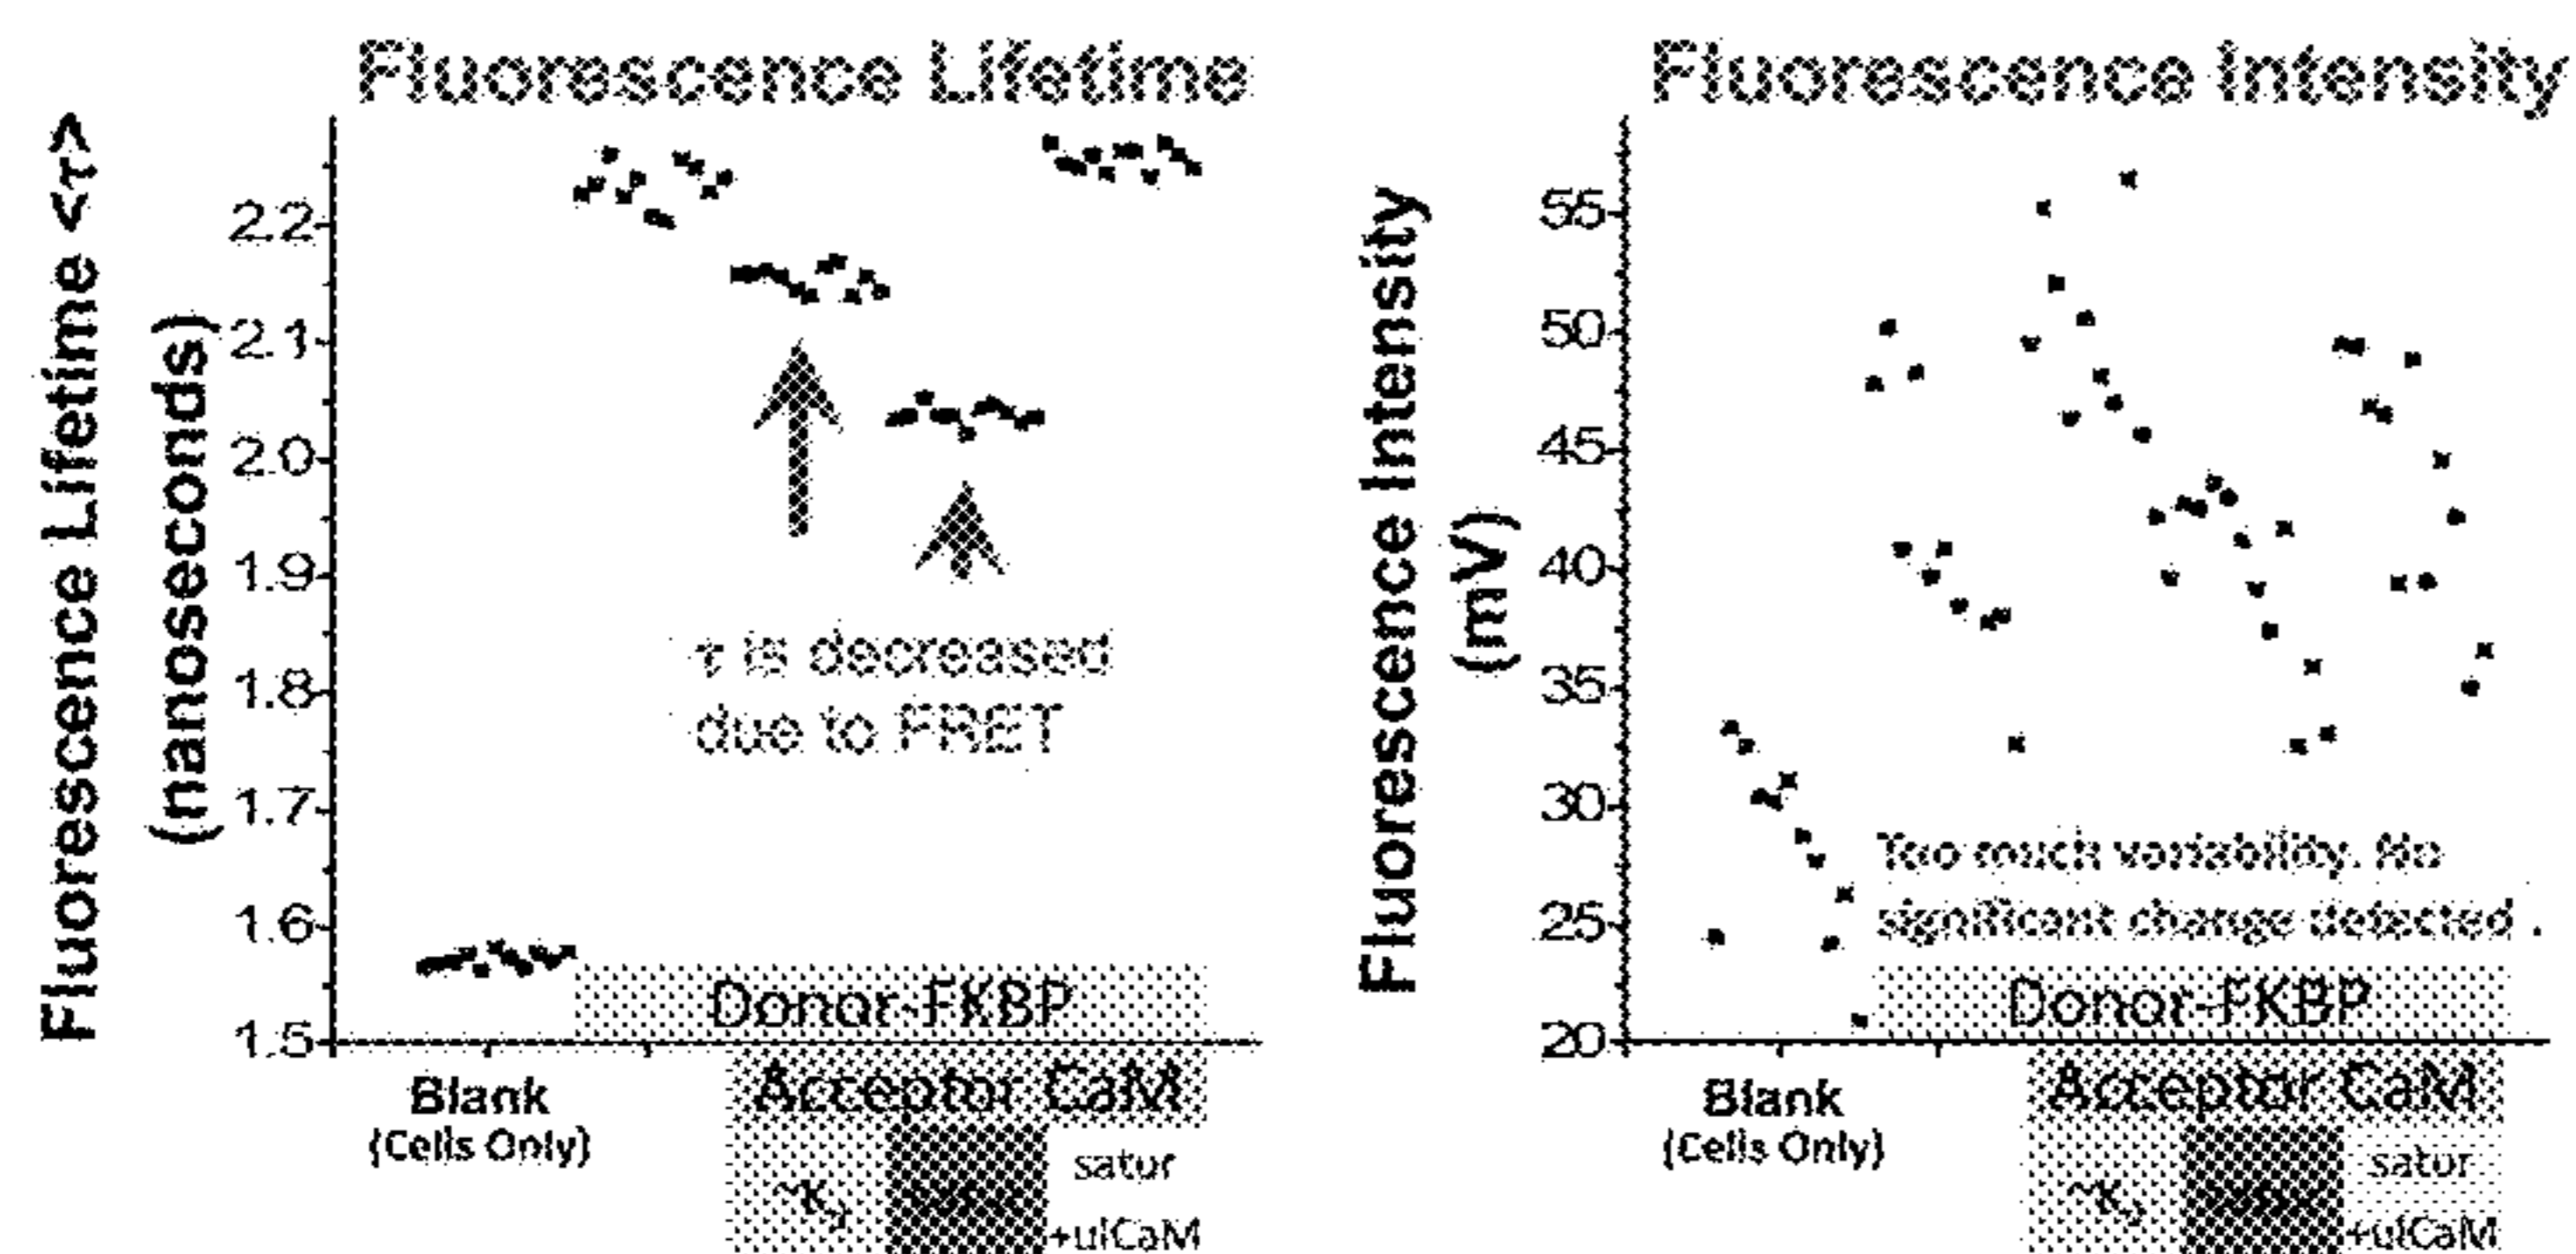 Fluorescence Lifetime
Fluorescence Lifetime <τ>
(nanoseconds)
2.2
2.1
2.0
1.9
1.8
1.7
1.6
1.5
τ is decreased
due to FRET
Donor-FKBP
Blank
(Cells Only)
Acceptor CaM
satur
+ulCaM
Fluorescence Intensity
Fluorescence Intensity
(mV)
55
50
45
40
35
30
25
20
Too much variability. No
significant change detected.
Donor-FKBP
Blank
(Cells Only)
Acceptor CaM
satur
+ulCaM